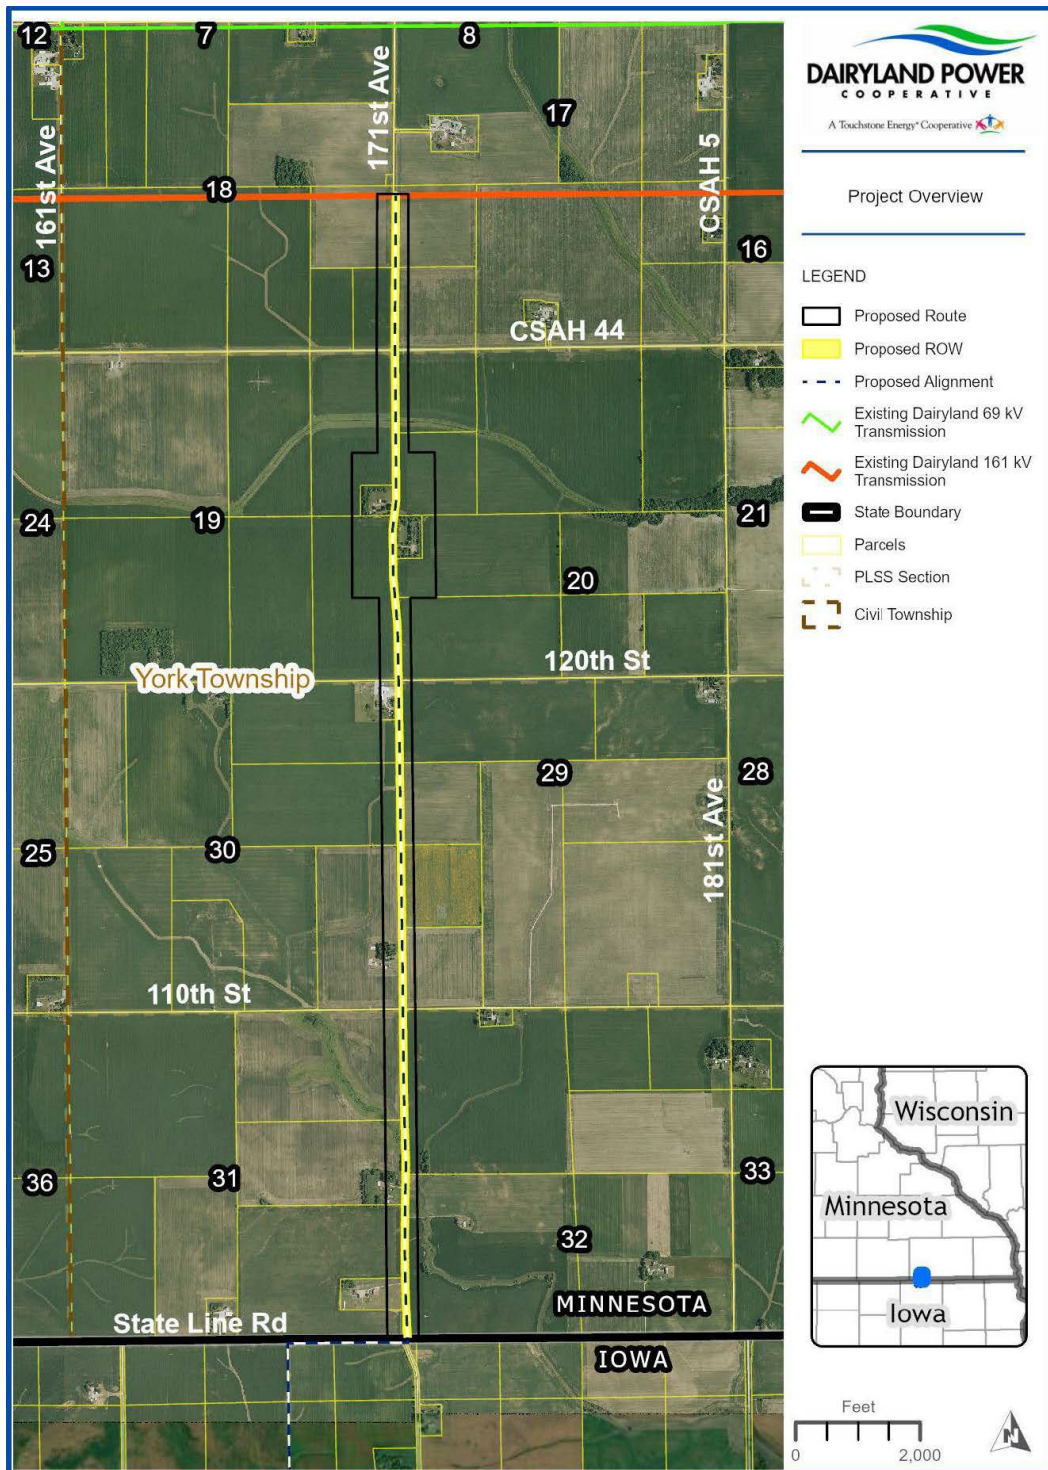 12
7
8
161st Ave
171st Ave
17
CSAH 5
18
13
16
CSAH 44
24
19
21
20
York Township
120th St
29
28
181st Ave
25
30
110th St
36
31
33
32
MINNESOTA
State Line Rd
IOWA
DAIRYLAND POWER
COOPERATIVE
A Touchstone Energy® Cooperative
Project Overview
LEGEND
Proposed Route
Proposed ROW
Proposed Alignment
Existing Dairyland 69 kV
Transmission
Existing Dairyland 161 kV
Transmission
State Boundary
Parcels
PLSS Section
Civil Township
Wisconsin
Minnesota
Iowa
Feet
0
2,000
N